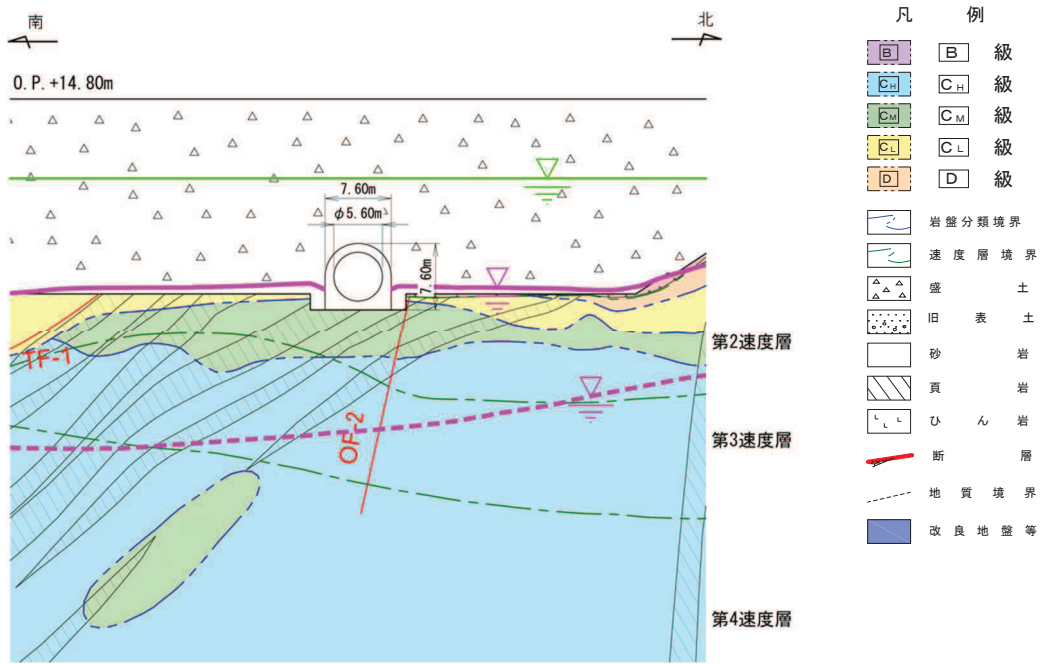 南
北
O.P.+14.80m
7.60m
φ5.60m
7.60m
TF-1
OF-2
第2速度層
第3速度層
第4速度層
凡 例
B B 級
CH CH 級
CM CM 級
CL CL 級
D D 級
岩盤分類境界
速度層境界
盛土
旧表土
砂岩
頁岩
ひん岩
断層
地質境界
改良地盤等